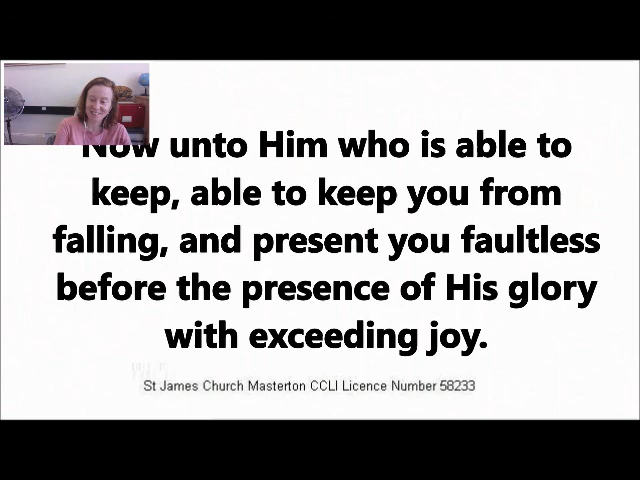 Now unto Him who is able to
keep, able to keep you from
falling, and present you faultless
before the presence of His glory
with exceeding joy.
St James Church Masterton CCLI Licence Number 58233